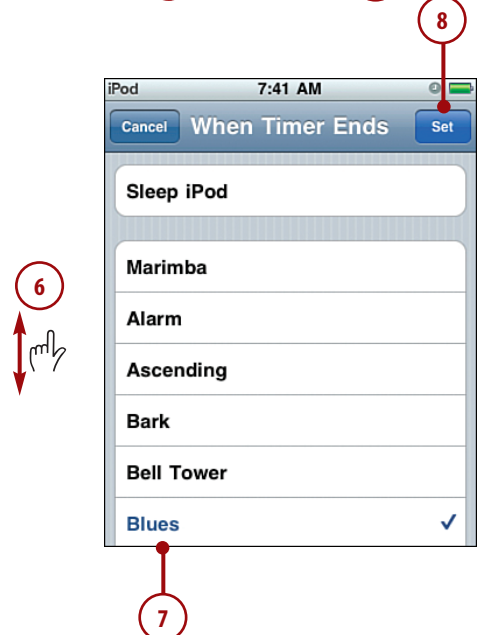 8
iPod 7:41 AM
Cancel When Timer Ends Set
Sleep iPod
Marimba
6
Alarm
Ascending
Bark
Bell Tower
Blues
7